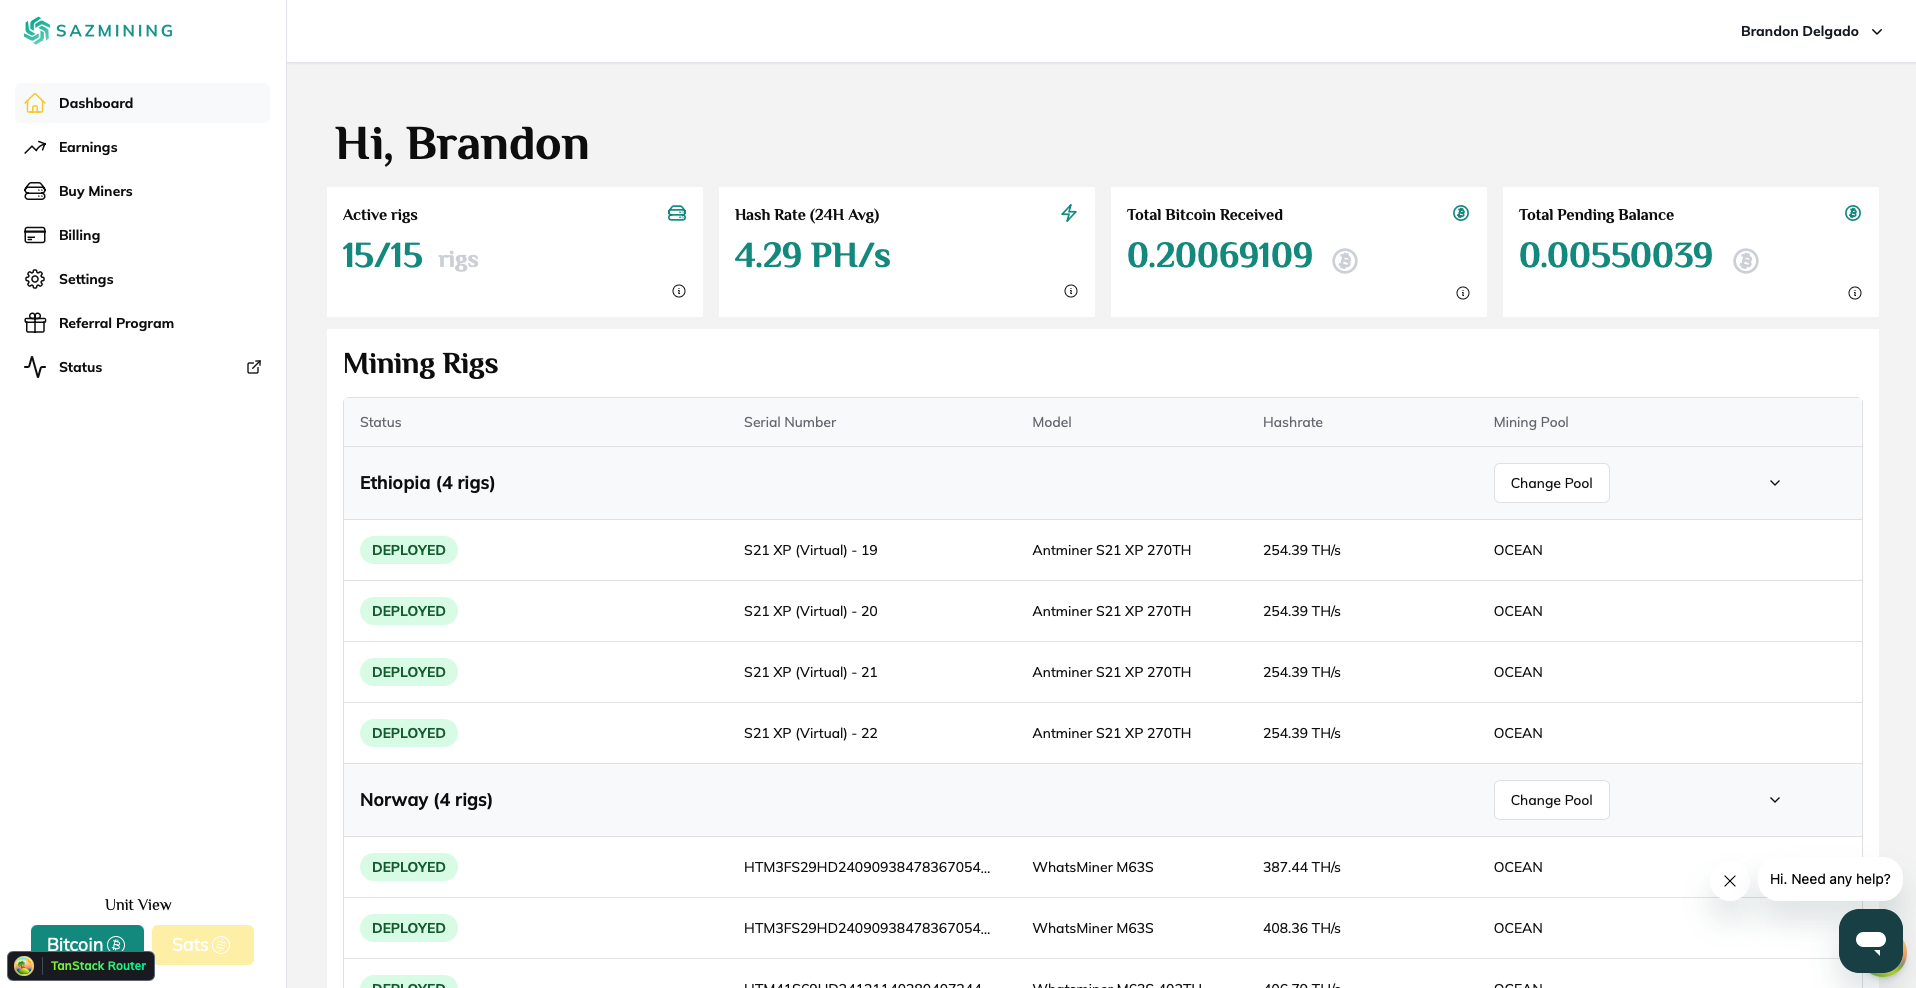 SAZMINING
Brandon Delgado
Dashboard
Earnings
Buy Miners
Billing
Settings
Referral Program
Status
Hi, Brandon
Active rigs
15/15 rigs
Hash Rate (24H Avg)
4.29 PH/s
Total Bitcoin Received
0.20069109
Total Pending Balance
0.00550039
Mining Rigs
Status Serial Number Model Hashrate Mining Pool
Ethiopia (4 rigs) Change Pool
DEPLOYED S21 XP (Virtual) - 19 Antminer S21 XP 270TH 254.39 TH/s OCEAN
DEPLOYED S21 XP (Virtual) - 20 Antminer S21 XP 270TH 254.39 TH/s OCEAN
DEPLOYED S21 XP (Virtual) - 21 Antminer S21 XP 270TH 254.39 TH/s OCEAN
DEPLOYED S21 XP (Virtual) - 22 Antminer S21 XP 270TH 254.39 TH/s OCEAN
Norway (4 rigs) Change Pool
DEPLOYED HTM3FS29HD24090938478367054... WhatsMiner M63S 387.44 TH/s OCEAN
DEPLOYED HTM3FS29HD24090938478367054... WhatsMiner M63S 408.36 TH/s OCEAN
DEPLOYED OCEAN
Hi. Need any help?
Unit View
Bitcoin Sats
TanStack Router